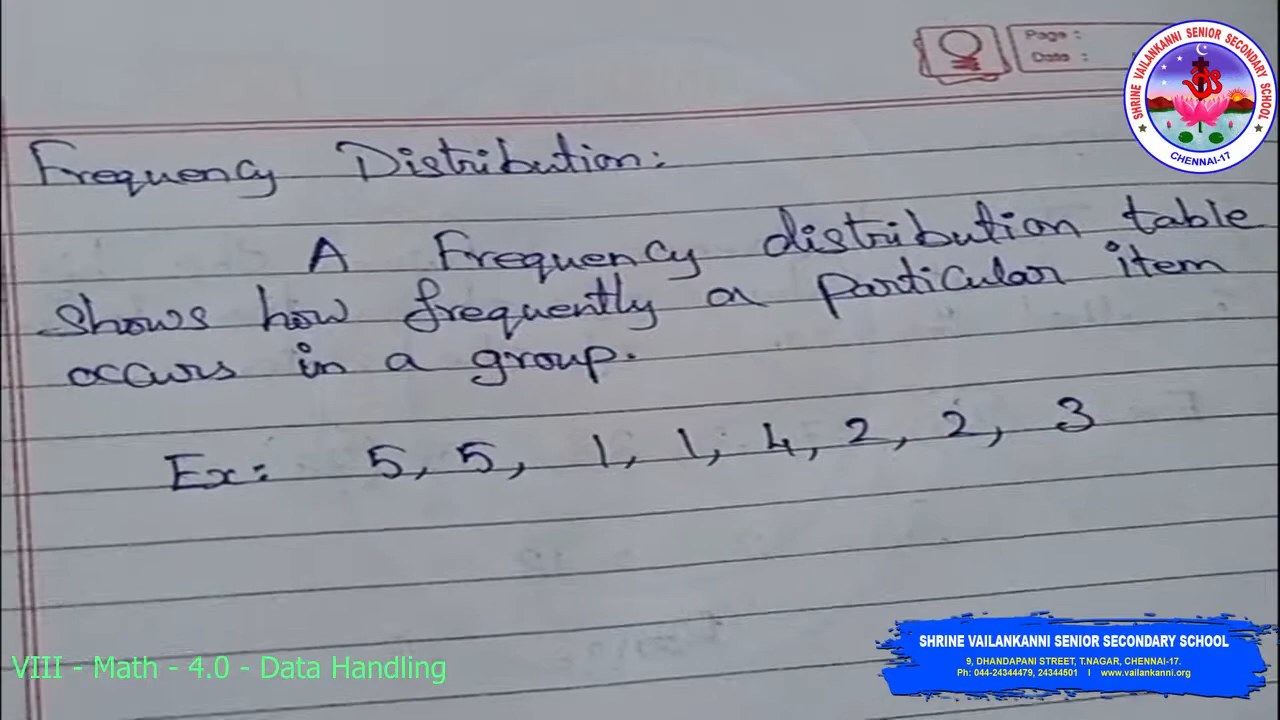 Page :
Date :
SHRINE VAILANKANNI SENIOR SECONDARY SCHOOL
CHENNAI-17
Frequency Distribution:
A Frequency distribution table
shows how frequently a particular item
occurs in a group.
Ex: 5, 5, 1, 1, 4, 2, 2, 3
VIII - Math - 4.0 - Data Handling
SHRINE VAILANKANNI SENIOR SECONDARY SCHOOL
9, DHANDAPANI STREET, T.NAGAR, CHENNAI-17.
Ph: 044-24344479, 24344501 I www.vailankanni.org